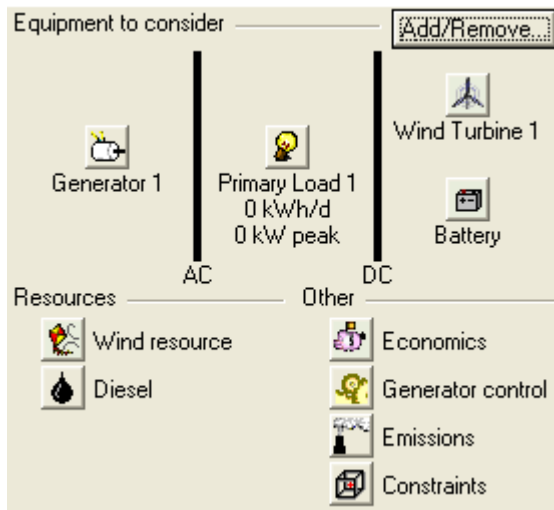 Equipment to consider
Add/Remove...
Generator 1
Primary Load 1
0 kWh/d
0 kW peak
Wind Turbine 1
Battery
AC
DC
Resources
Other
Wind resource
Economics
Diesel
Generator control
Emissions
Constraints